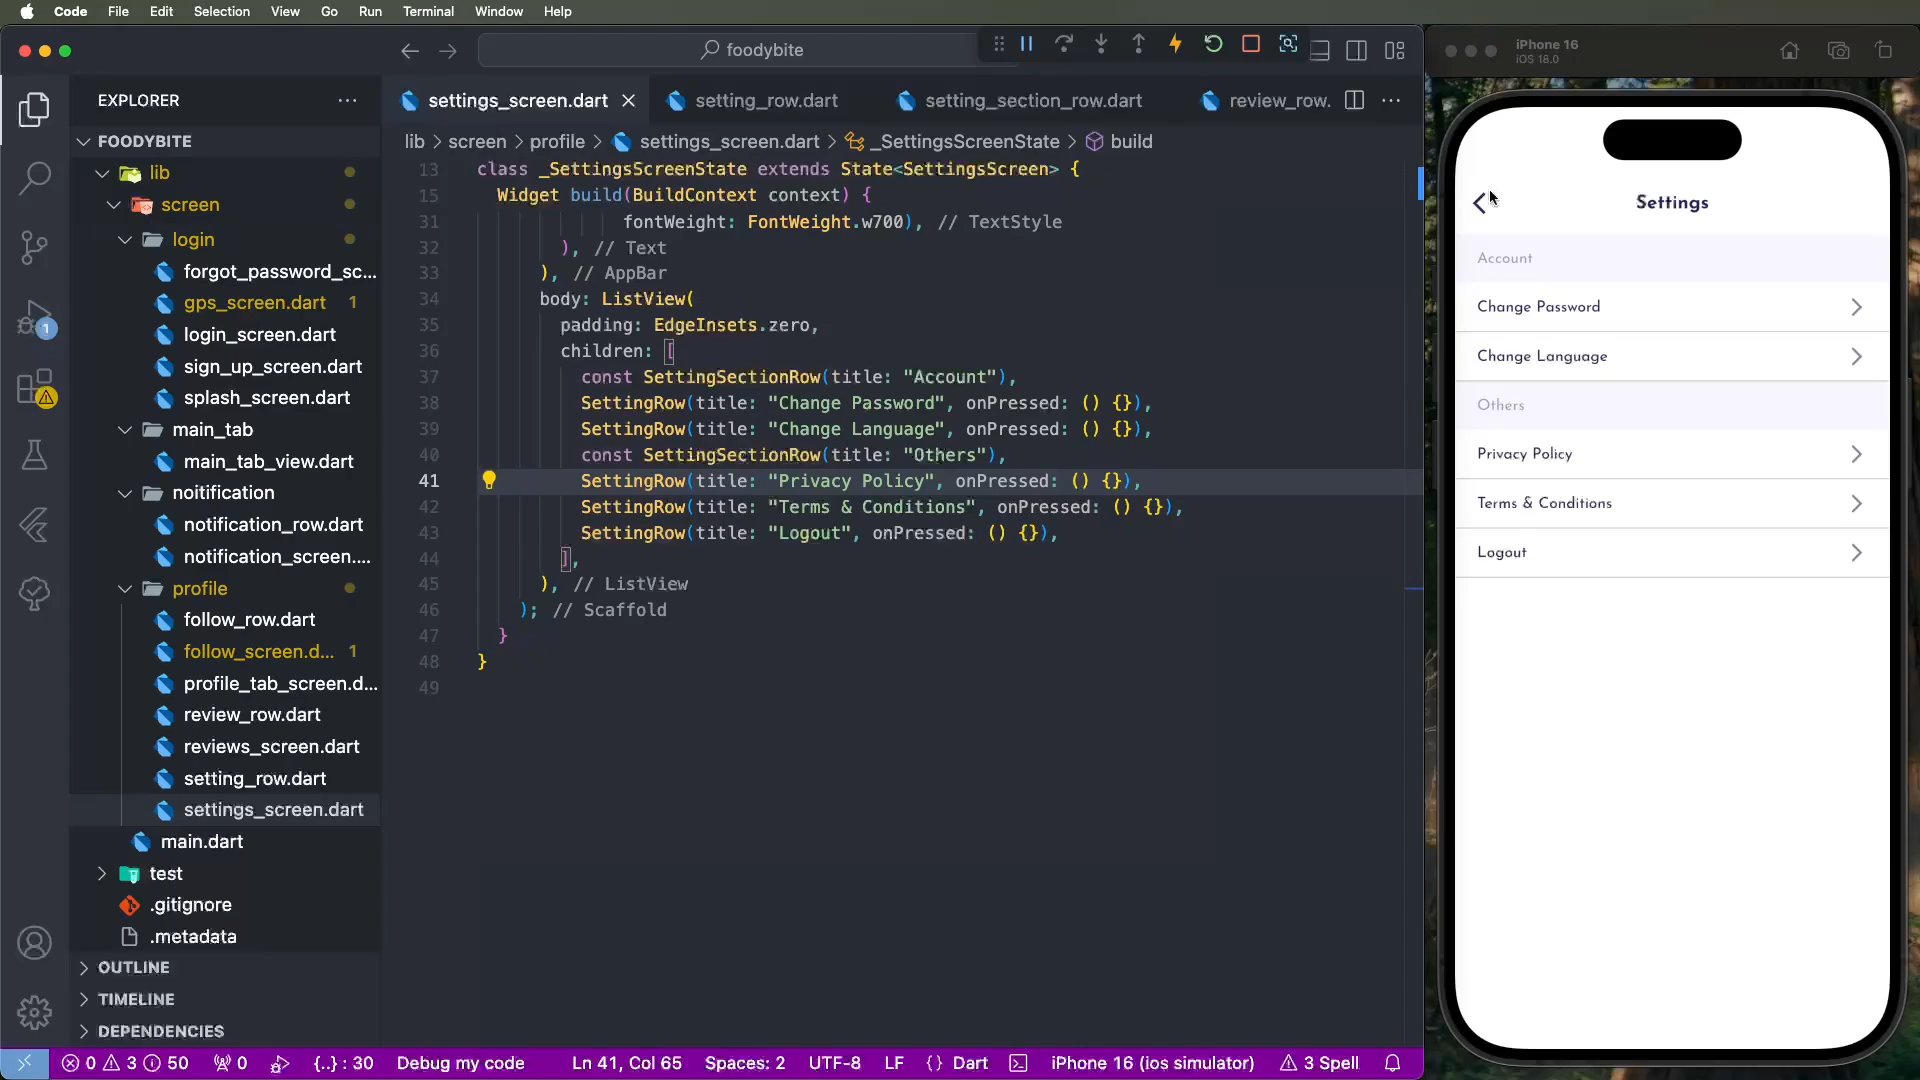 Code File Edit Selection View Go Run Terminal Window Help
foodybite
EXPLORER
FOODYBITE
lib
screen
login
forgot_password_sc...
gps_screen.dart 1
login_screen.dart
sign_up_screen.dart
splash_screen.dart
main_tab
main_tab_view.dart
noitification
notification_row.dart
notification_screen....
profile
follow_row.dart
follow_screen.d... 1
profile_tab_screen.d...
review_row.dart
reviews_screen.dart
setting_row.dart
settings_screen.dart
main.dart
test
.gitignore
.metadata
OUTLINE
TIMELINE
DEPENDENCIES
1
settings_screen.dart setting_row.dart setting_section_row.dart review_row.
lib > screen > profile > settings_screen.dart > _SettingsScreenState > build
13 class _SettingsScreenState extends State<SettingsScreen> {
15 Widget build(BuildContext context) {
31 fontWeight: FontWeight.w700), // TextStyle
32 ), // Text
33 ), // AppBar
34 body: ListView(
35 padding: EdgeInsets.zero,
36 children: [
37 const SettingSectionRow(title: "Account"),
38 SettingRow(title: "Change Password", onPressed: () {}),
39 SettingRow(title: "Change Language", onPressed: () {}),
40 const SettingSectionRow(title: "Others"),
41 SettingRow(title: "Privacy Policy", onPressed: () {}),
42 SettingRow(title: "Terms & Conditions", onPressed: () {}),
43 SettingRow(title: "Logout", onPressed: () {}),
44 ],
45 ), // ListView
46 ); // Scaffold
47 }
48 }
49
0 3 50 0 {..} : 30 Debug my code Ln 41, Col 65 Spaces: 2 UTF-8 LF {} Dart iPhone 16 (ios simulator) 3 Spell
iPhone 16
iOS 18.0
Settings
Account
Change Password
Change Language
Others
Privacy Policy
Terms & Conditions
Logout